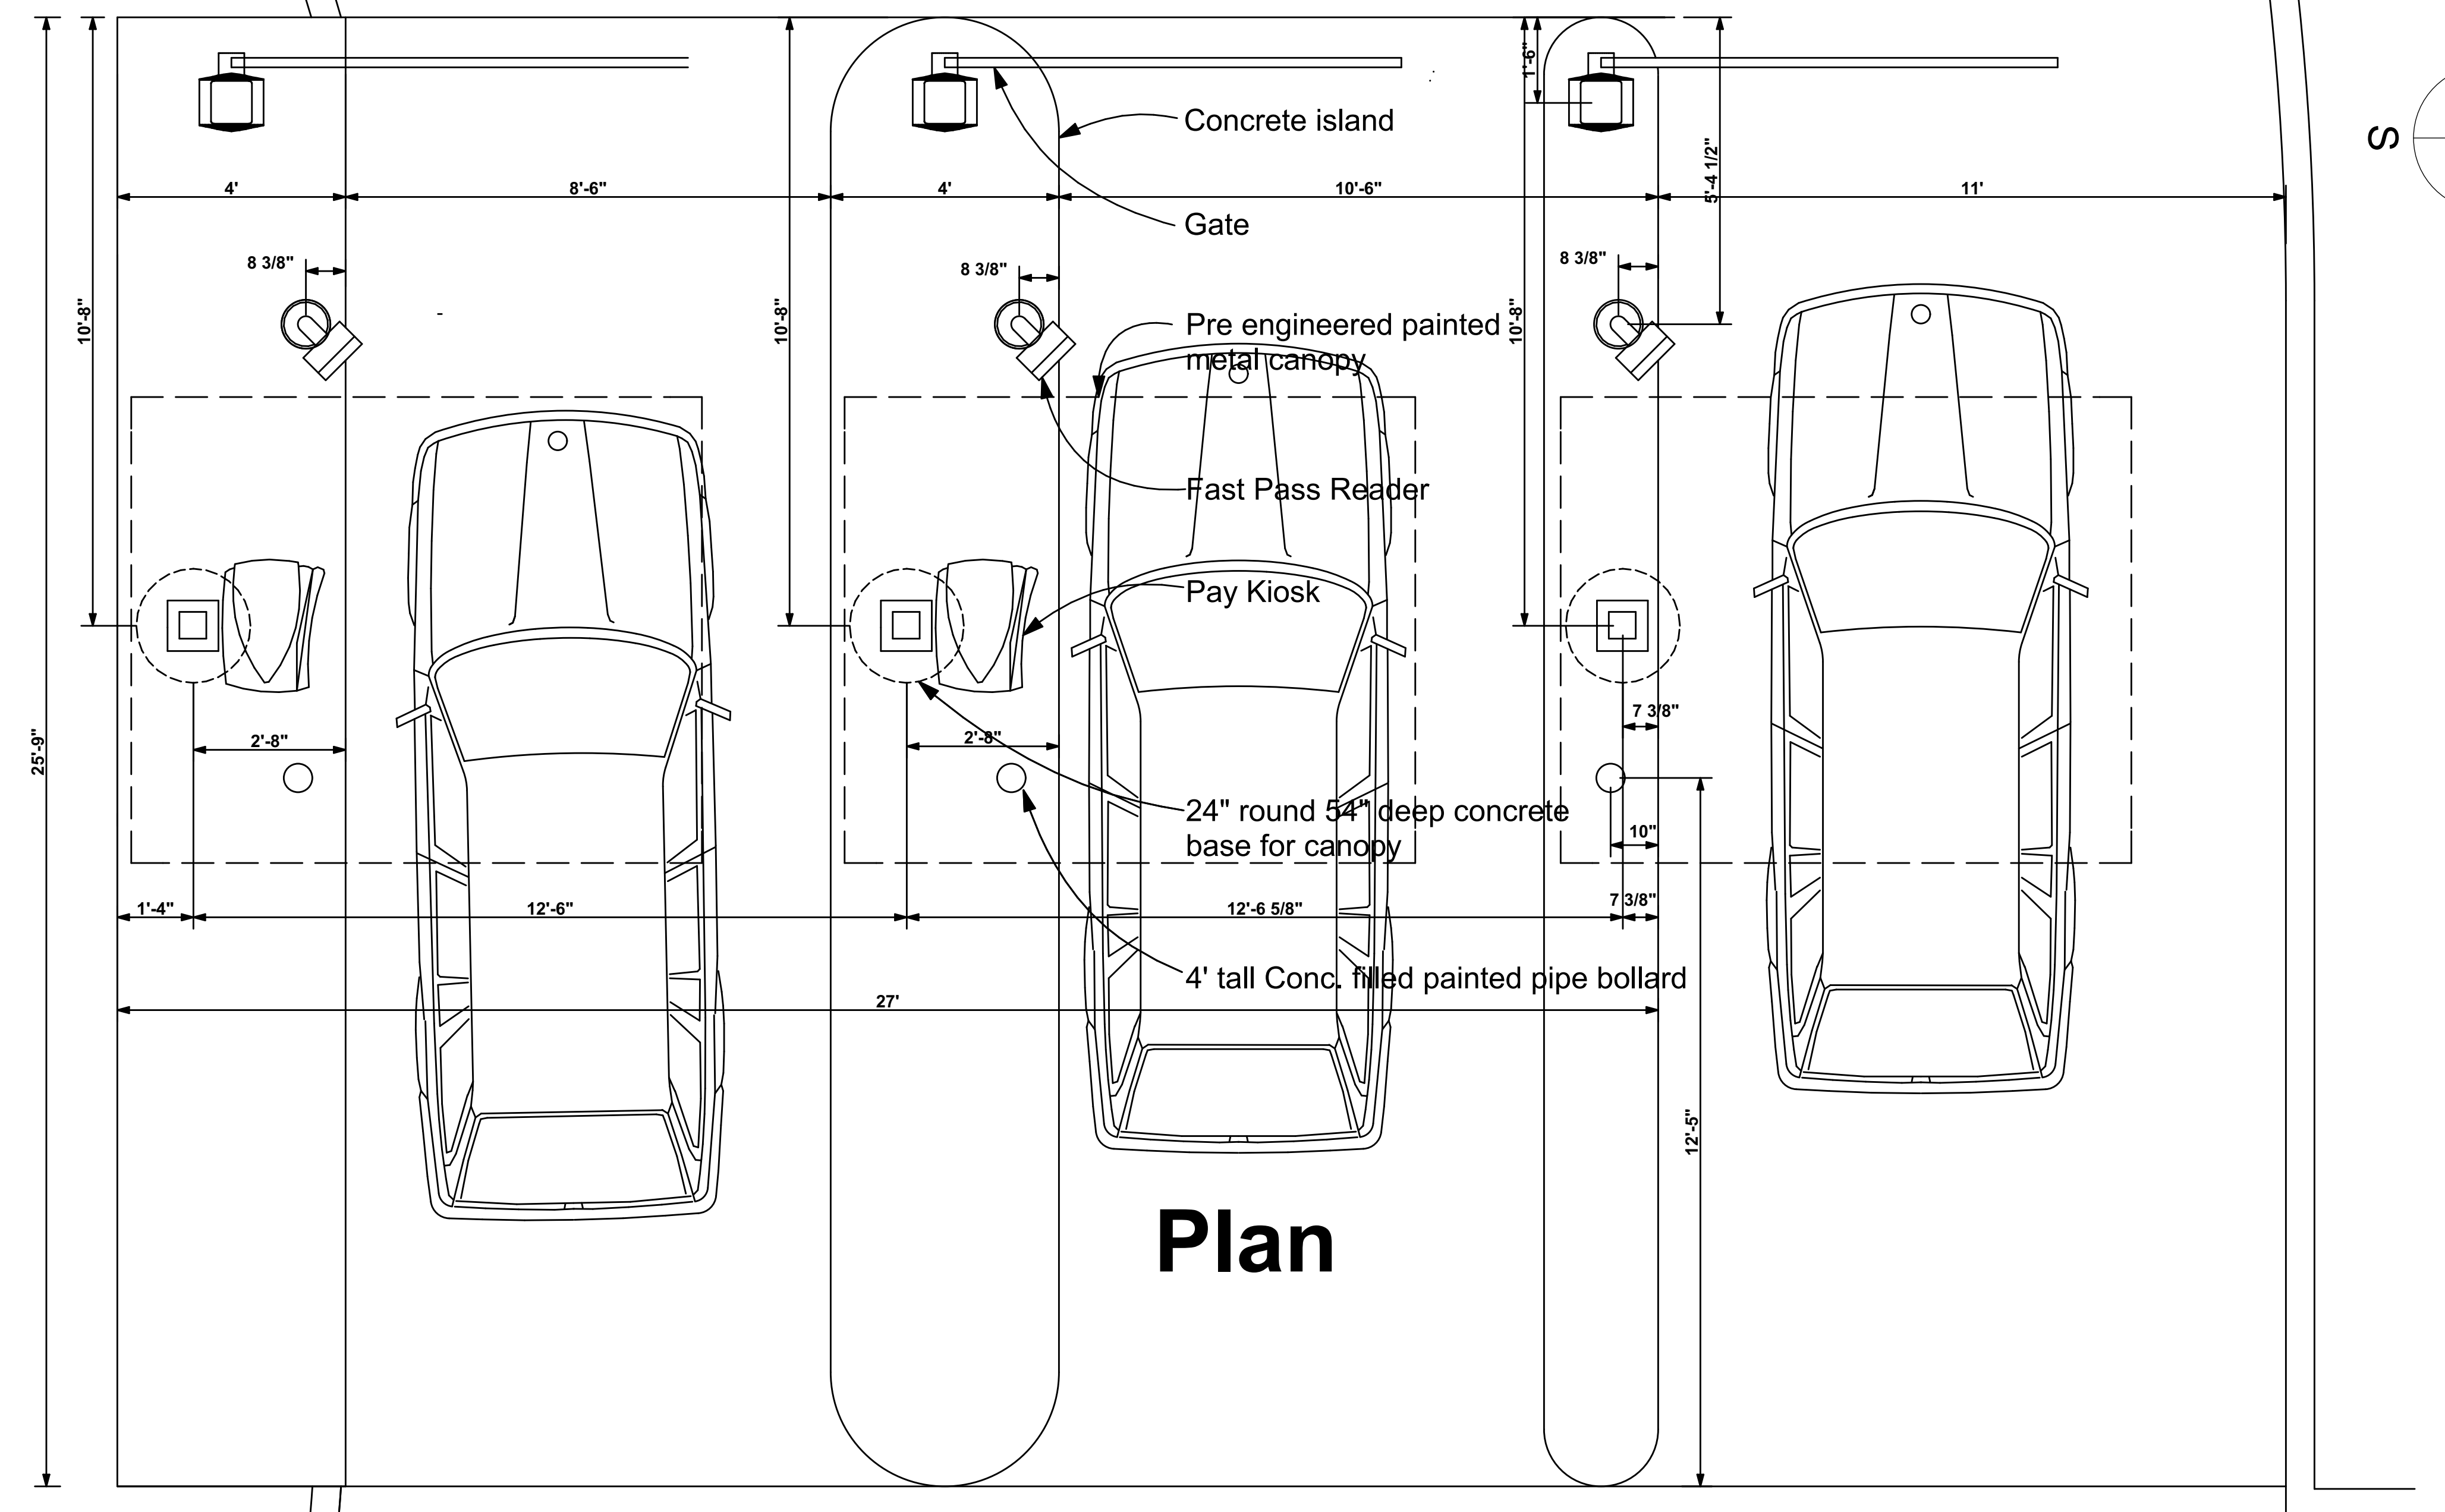 1'-6"
Concrete island
S
5'-4 1/2"
4'
8'-6"
4'
10'-6"
11'
Gate
8 3/8"
8 3/8"
8 3/8"
10'-8"
10'-8"
10'-8"
Pre engineered painted
metal canopy
Fast Pass Reader
Pay Kiosk
7 3/8"
2'-8"
2'-8"
25'-9"
24" round 54" deep concrete
base for canopy
10"
1'-4"
12'-6"
12'-6 5/8"
7 3/8"
4' tall Conc. filled painted pipe bollard
27'
12'-5"
Plan